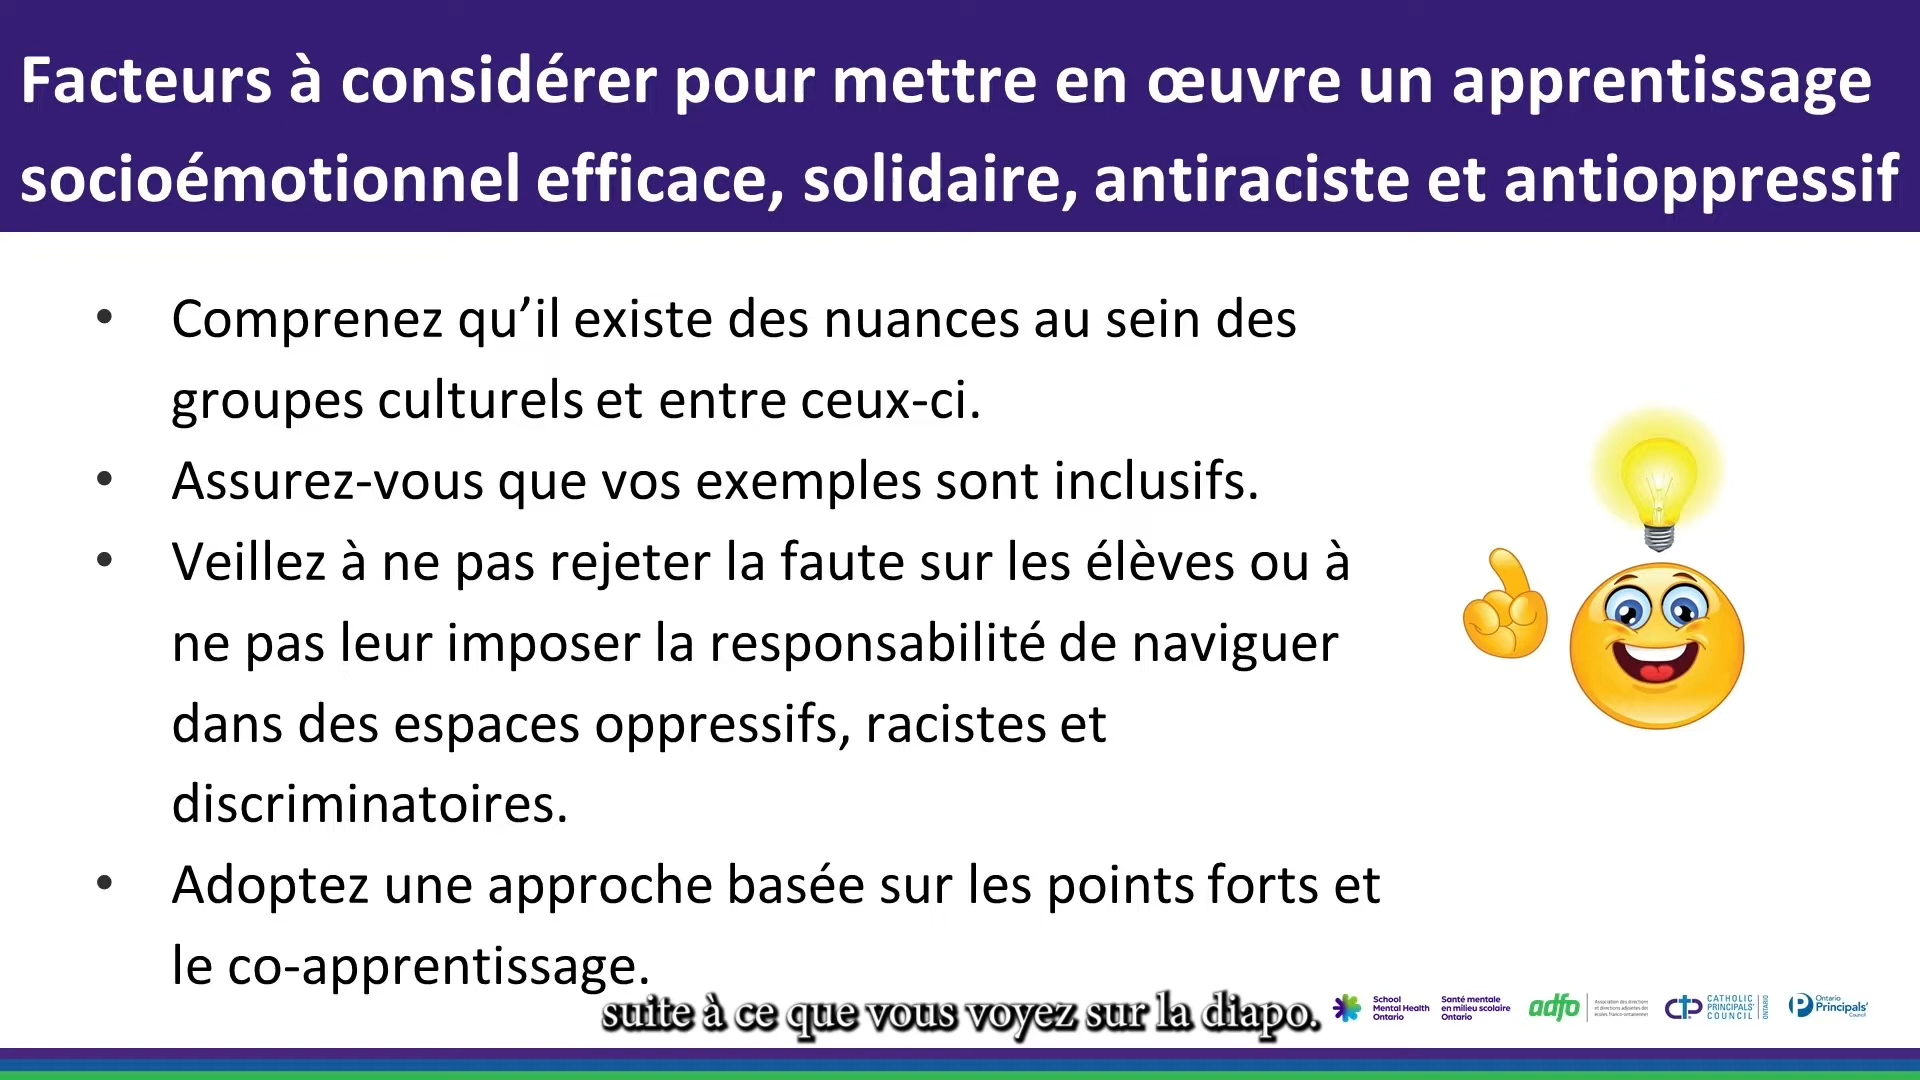 Facteurs à considérer pour mettre en œuvre un apprentissage
socioémotionnel efficace, solidaire, antiraciste et antioppressif
• Comprenez qu’il existe des nuances au sein des
groupes culturels et entre ceux-ci.
• Assurez-vous que vos exemples sont inclusifs.
• Veillez à ne pas rejeter la faute sur les élèves ou à
ne pas leur imposer la responsabilité de naviguer
dans des espaces oppressifs, racistes et
discriminatoires.
• Adoptez une approche basée sur les points forts et
le co-apprentissage.
suite à ce que vous voyez sur la diapo.
School
Mental Health
Ontario
Santé mentale
en milieu scolaire
Ontario
adfo
Association des directions
et directions adjointes des
écoles franco-ontariennes
CATHOLIC
PRINCIPALS'
COUNCIL
ONTARIO
Ontario
Principals'
Council